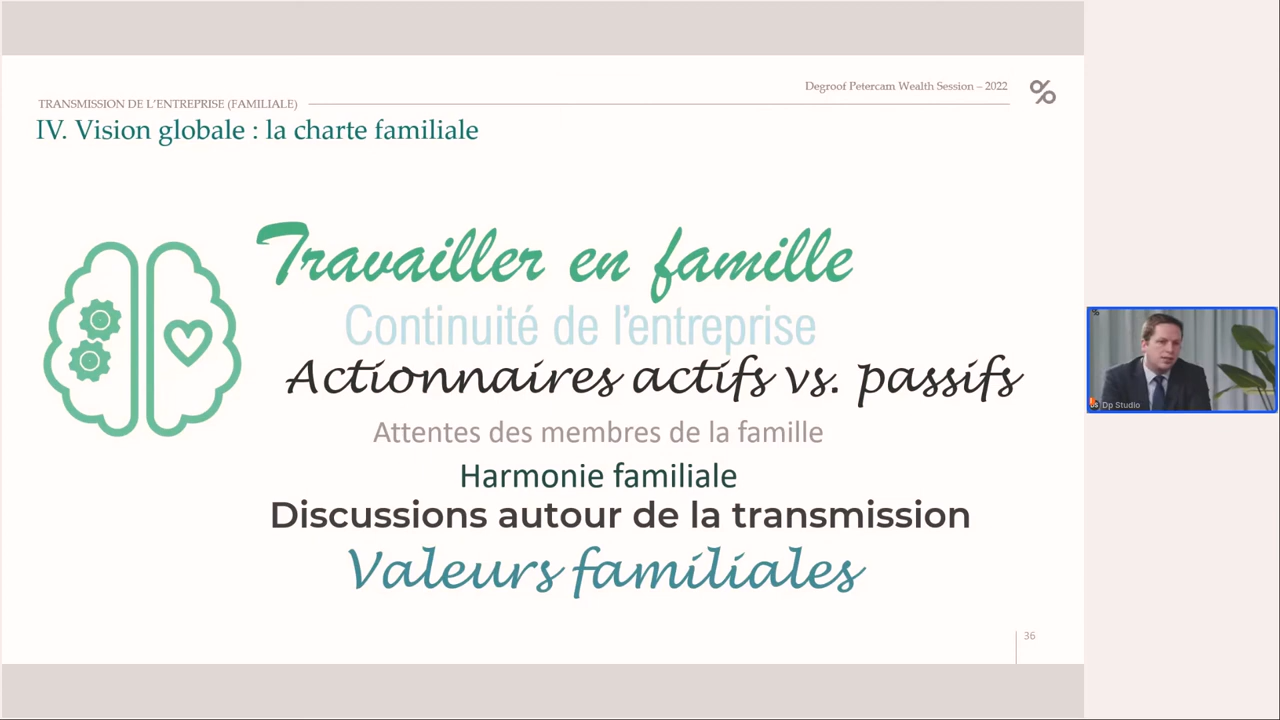 Degroof Petercam Wealth Session – 2022
TRANSMISSION DE L’ENTREPRISE (FAMILIALE)
IV. Vision globale : la charte familiale
Travailler en famille
Continuité de l’entreprise
Actionnaires actifs vs. passifs
Attentes des membres de la famille
Harmonie familiale
Discussions autour de la transmission
Valeurs familiales
36
Dp Studio